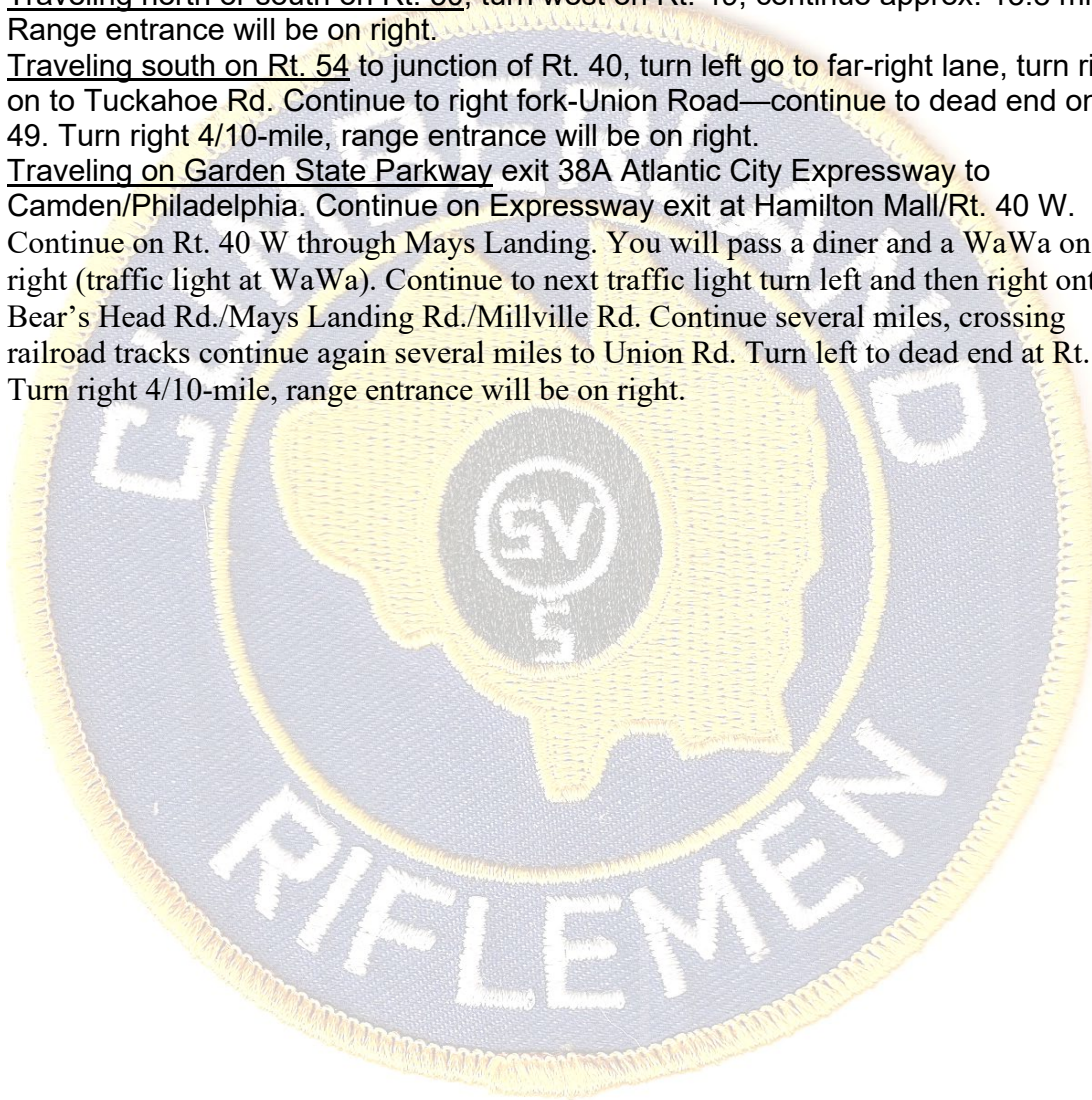 Range entrance will be on right.
Traveling south on Rt. 54 to junction of Rt. 40, turn left go to far-right lane, turn
on to Tuckahoe Rd. Continue to right fork-Union Road—continue to dead end on
49. Turn right 4/10-mile, range entrance will be on right.
Traveling on Garden State Parkway exit 38A Atlantic City Expressway to
Camden/Philadelphia. Continue on Expressway exit at Hamilton Mall/Rt. 40 W.
Continue on Rt. 40 W through Mays Landing. You will pass a diner and a WaWa on
right (traffic light at WaWa). Continue to next traffic light turn left and then right
Bear's Head Rd./Mays Landing Rd./Millville Rd. Continue several miles, crossing
railroad tracks continue again several miles to Union Rd. Turn left to dead end at Rt.
Turn right 4/10-mile, range entrance will be on right.
CUMBERLAND
SV
S
RIFLEMEN